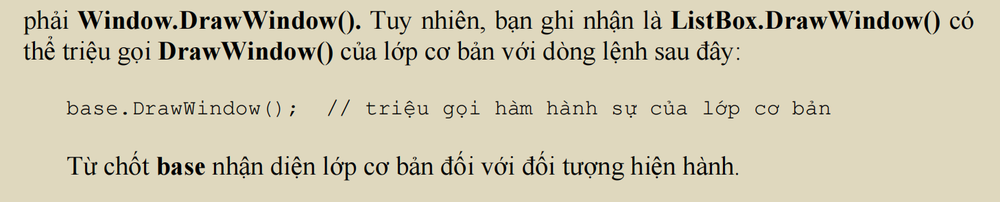 phải Window.DrawWindow(). Tuy nhiên, bạn ghi nhận là ListBox.DrawWindow() có
thể triệu gọi DrawWindow() của lớp cơ bản với dòng lệnh sau đây:
base.DrawWindow();  // triệu gọi hàm hành sự của lớp cơ bản
Từ chốt base nhận diện lớp cơ bản đối với đối tượng hiện hành.